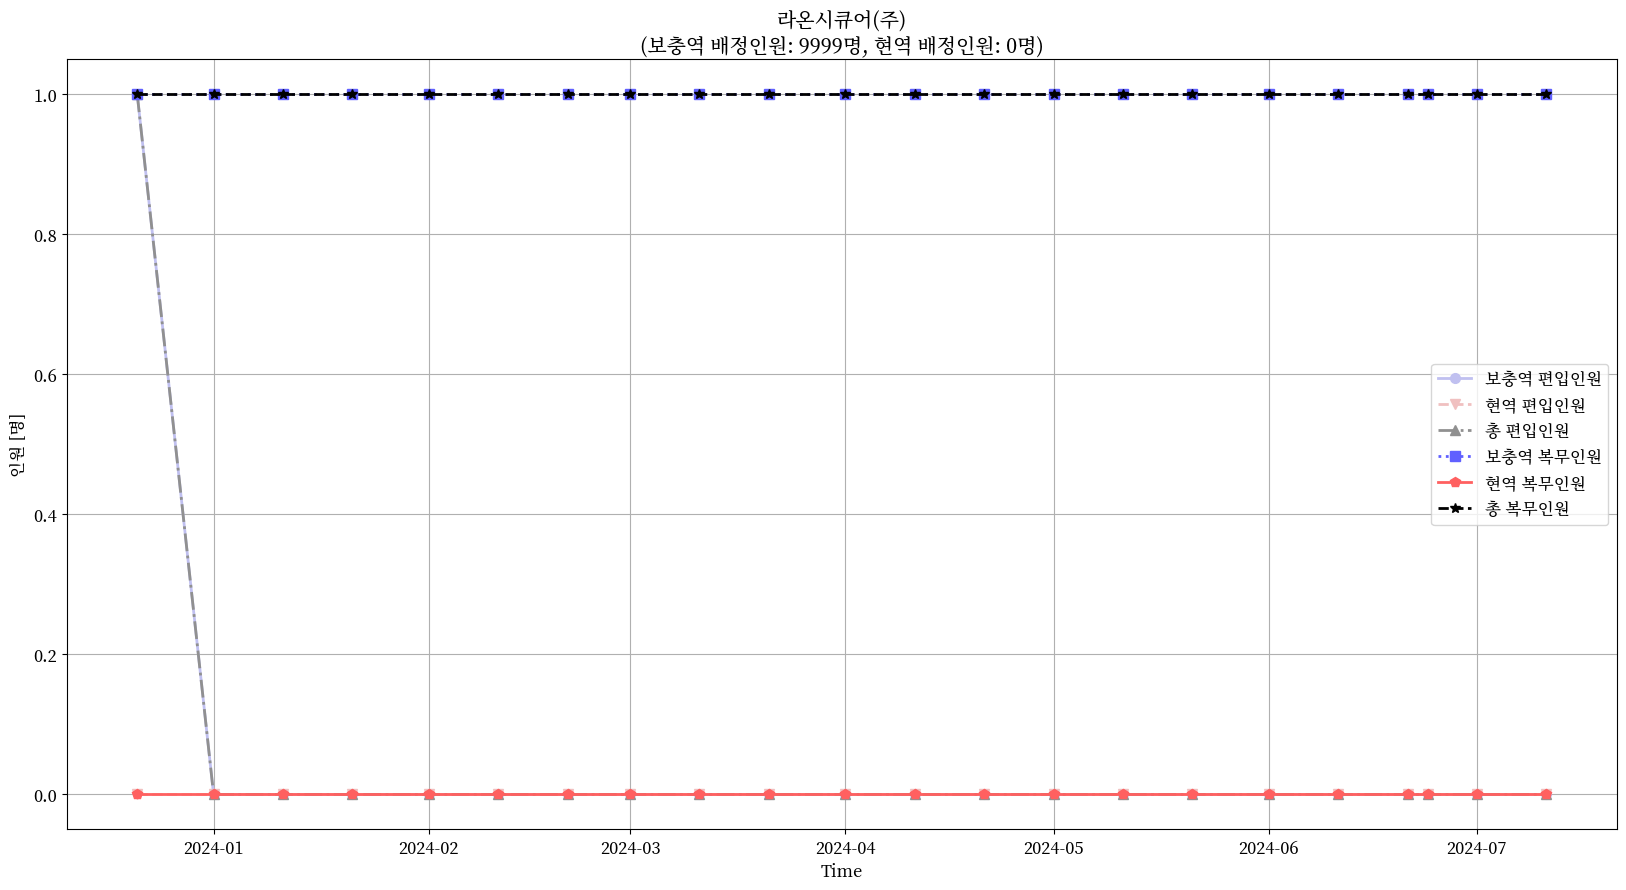 라온시큐어(주)
(보충역 배정인원: 9999명, 현역 배정인원: 0명)
1.0
0.8
0.6
0.4
0.2
0.0
인원 [명]
보충역 편입인원
현역 편입인원
총 편입인원
보충역 복무인원
현역 복무인원
총 복무인원
2024-01
2024-02
2024-03
2024-04
2024-05
2024-06
2024-07
Time